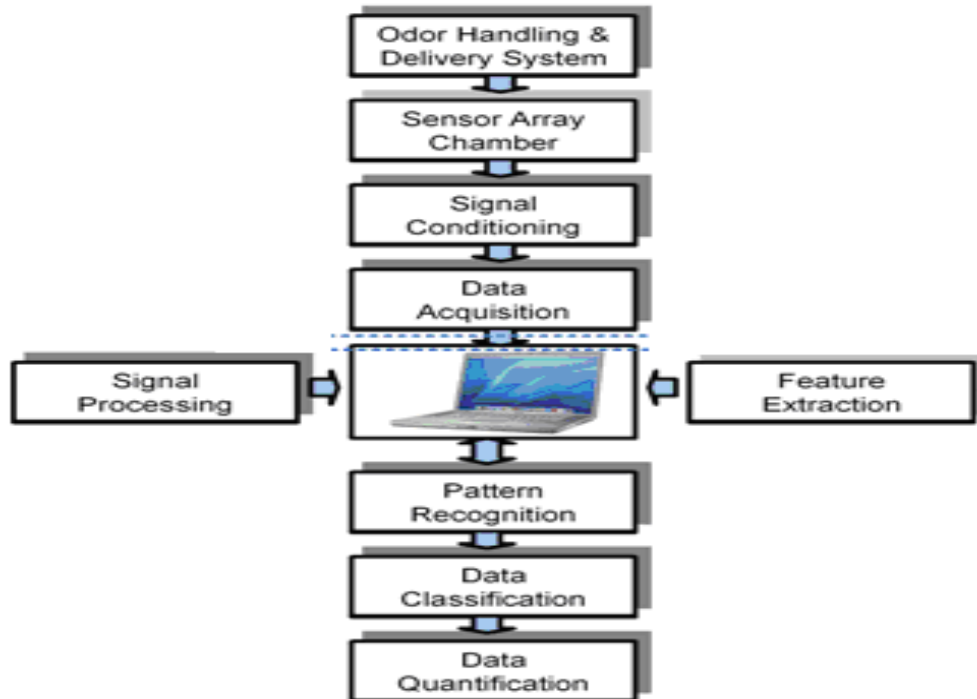 Odor Handling &
Delivery System
Sensor Array
Chamber
Signal
Conditioning
Data
Acquisition
Signal
Processing
Feature
Extraction
Pattern
Recognition
Data
Classification
Data
Quantification